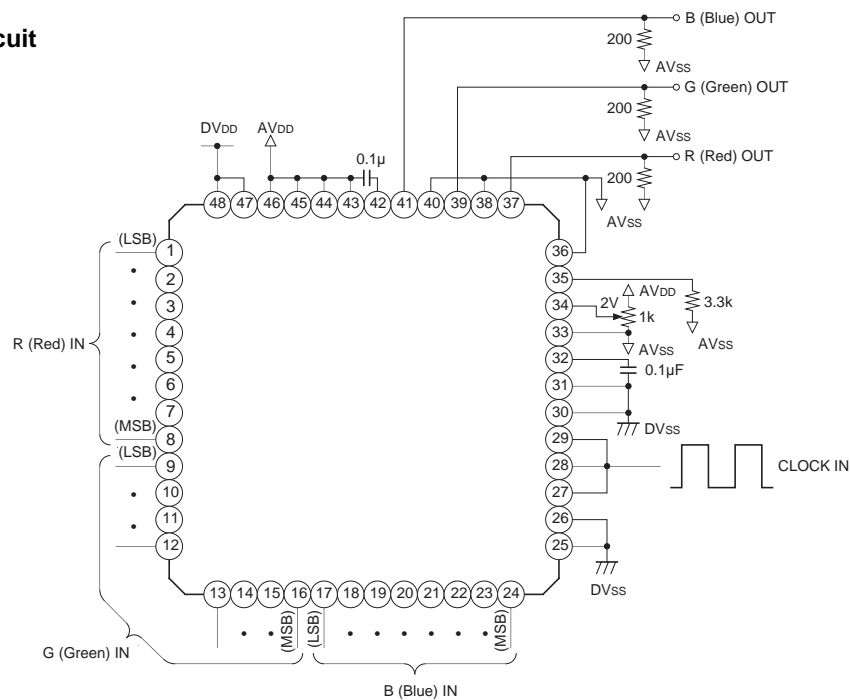 cuit
B (Blue) OUT
200
AVSS
G (Green) OUT
200
AVSS
R (Red) OUT
200
AVSS
DVDD
AVDD
0.1µ
48
47
46
45
44
43
42
41
40
39
38
37
(LSB)
1
2
3
4
5
6
7
(MSB)
8
R (Red) IN
(LSB)
9
10
11
12
36
35
34
33
32
31
30
29
28
27
26
25
2V
AVDD
1k
AVSS
3.3k
AVSS
0.1µF
DVSS
CLOCK IN
DVSS
13
14
15
16
17
18
19
20
21
22
23
24
(MSB)
(LSB)
(MSB)
G (Green) IN
B (Blue) IN